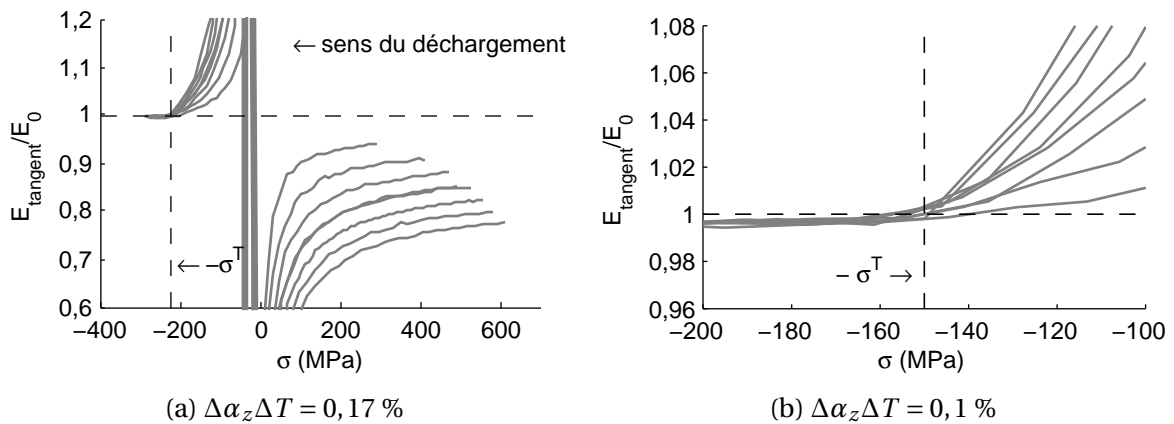 1,2
1,1
1
0,9
0,8
0,7
0,6
E_tangent/E_0
← sens du déchargement
← −σ^T
−400 −200 0 200 400 600
σ (MPa)
(a) Δα_zΔT = 0,17 %
1,08
1,06
1,04
1,02
1
0,98
0,96
E_tangent/E_0
− σ^T →
−200 −180 −160 −140 −120 −100
σ (MPa)
(b) Δα_zΔT = 0,1 %